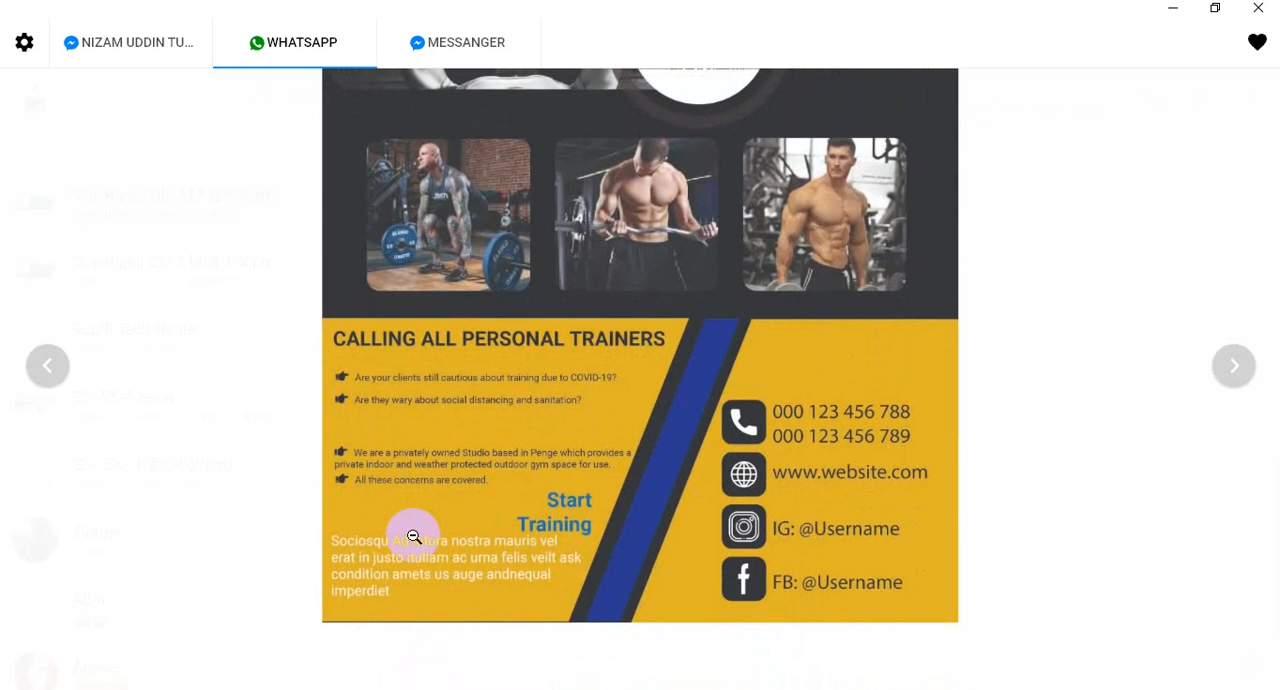 NIZAM UDDIN TU...
WHATSAPP
MESSANGER
CALLING ALL PERSONAL TRAINERS
Are your clients still cautious about training due to COVID-19?
Are they wary about social distancing and sanitation?
We are a privately owned Studio based in Penge which provides a
private indoor and weather protected outdoor gym space for use.
All these concerns are covered.
Start
Training
Sociosqu Ad litora nostra mauris vel
erat in justo nullam ac urna felis veilt ask
condition amets us auge andnequal
imperdiet
000 123 456 788
000 123 456 789
www.website.com
IG: @Username
FB: @Username